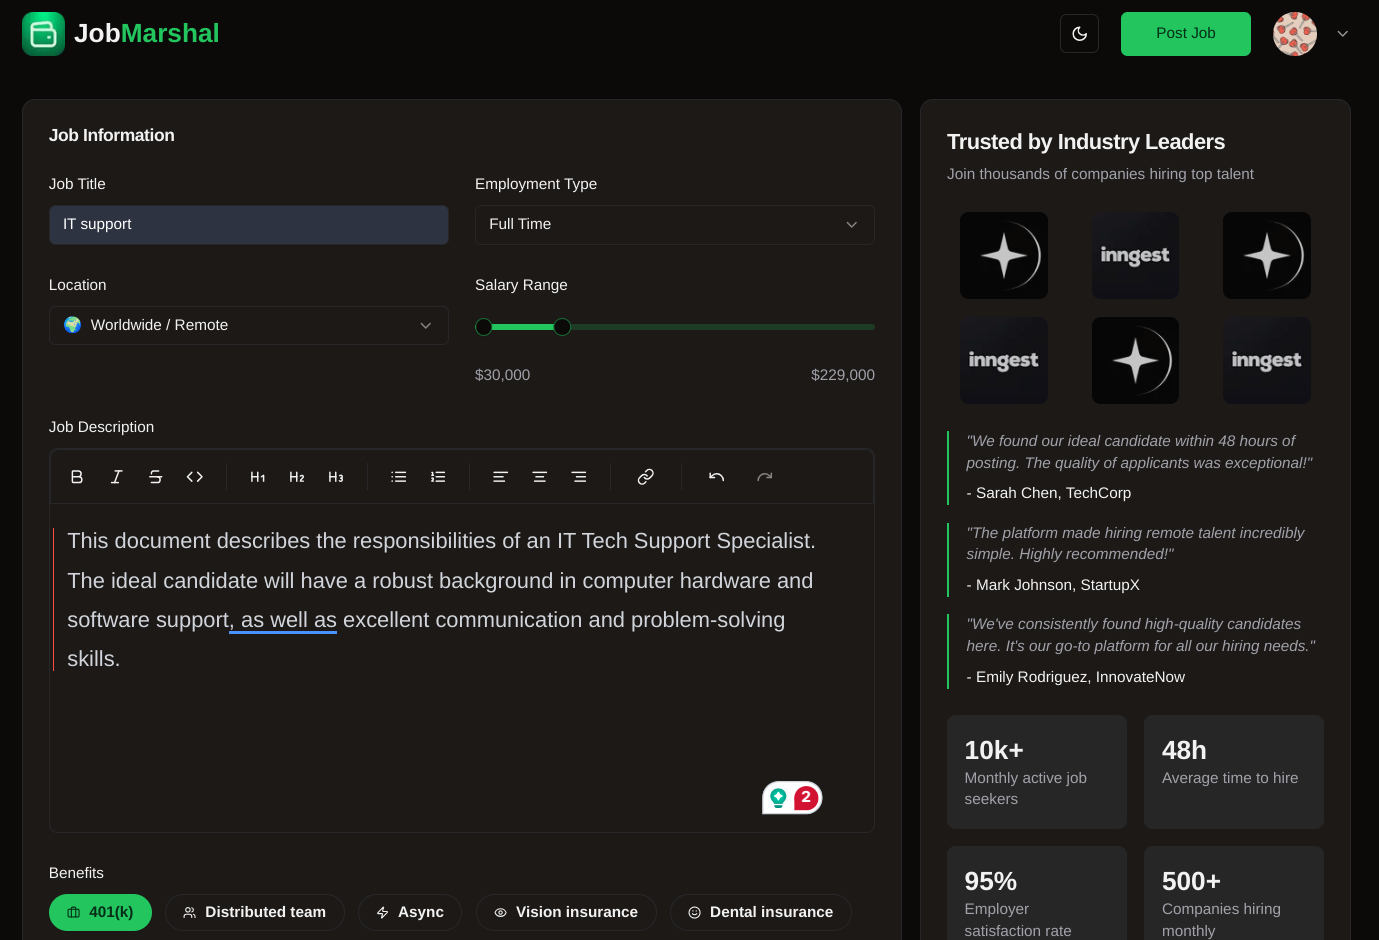 JobMarshal
Post Job
Job Information
Job Title
Employment Type
IT support
Full Time
Location
Salary Range
Worldwide / Remote
$30,000
$229,000
Job Description
H1 H2 H3
This document describes the responsibilities of an IT Tech Support Specialist.
The ideal candidate will have a robust background in computer hardware and
software support, as well as excellent communication and problem-solving
skills.
2
Benefits
401(k)
Distributed team
Async
Vision insurance
Dental insurance
Trusted by Industry Leaders
Join thousands of companies hiring top talent
inngest
inngest
inngest
"We found our ideal candidate within 48 hours of
posting. The quality of applicants was exceptional!"
- Sarah Chen, TechCorp
"The platform made hiring remote talent incredibly
simple. Highly recommended!"
- Mark Johnson, StartupX
"We've consistently found high-quality candidates
here. It's our go-to platform for all our hiring needs."
- Emily Rodriguez, InnovateNow
10k+
Monthly active job
seekers
48h
Average time to hire
95%
Employer
satisfaction rate
500+
Companies hiring
monthly